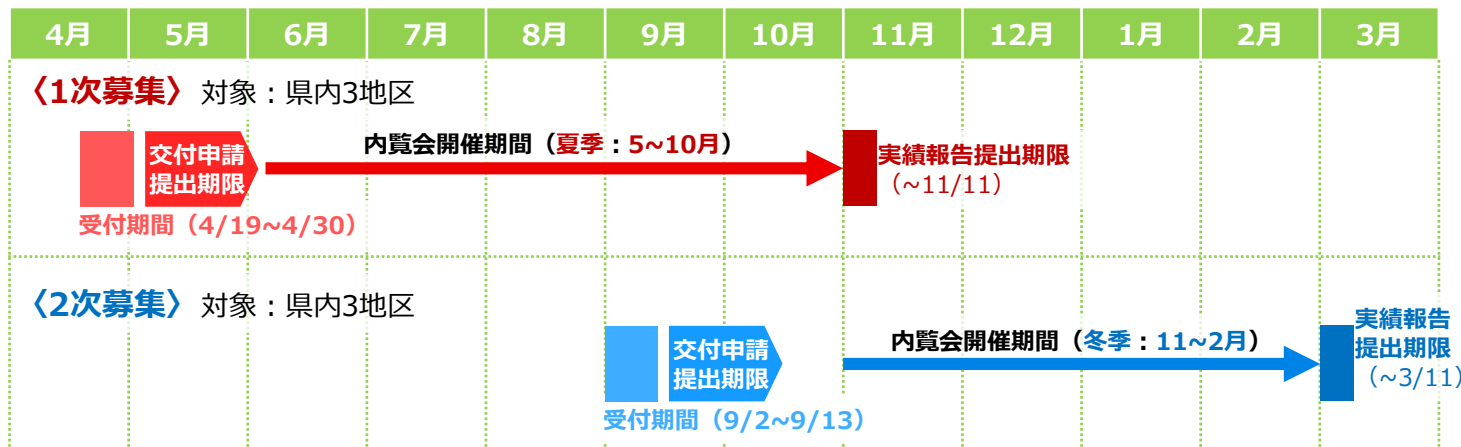 4月 5月 6月 7月 8月 9月 10月 11月 12月 1月 2月 3月
〈1次募集〉 対象：県内3地区
交付申請
提出期限
内覧会開催期間（夏季：5~10月）
実績報告提出期限
（~11/11）
受付期間（4/19~4/30）
〈2次募集〉 対象：県内3地区
交付申請
提出期限
内覧会開催期間（冬季：11~2月）
実績報告
提出期限
（~3/11）
受付期間（9/2~9/13）